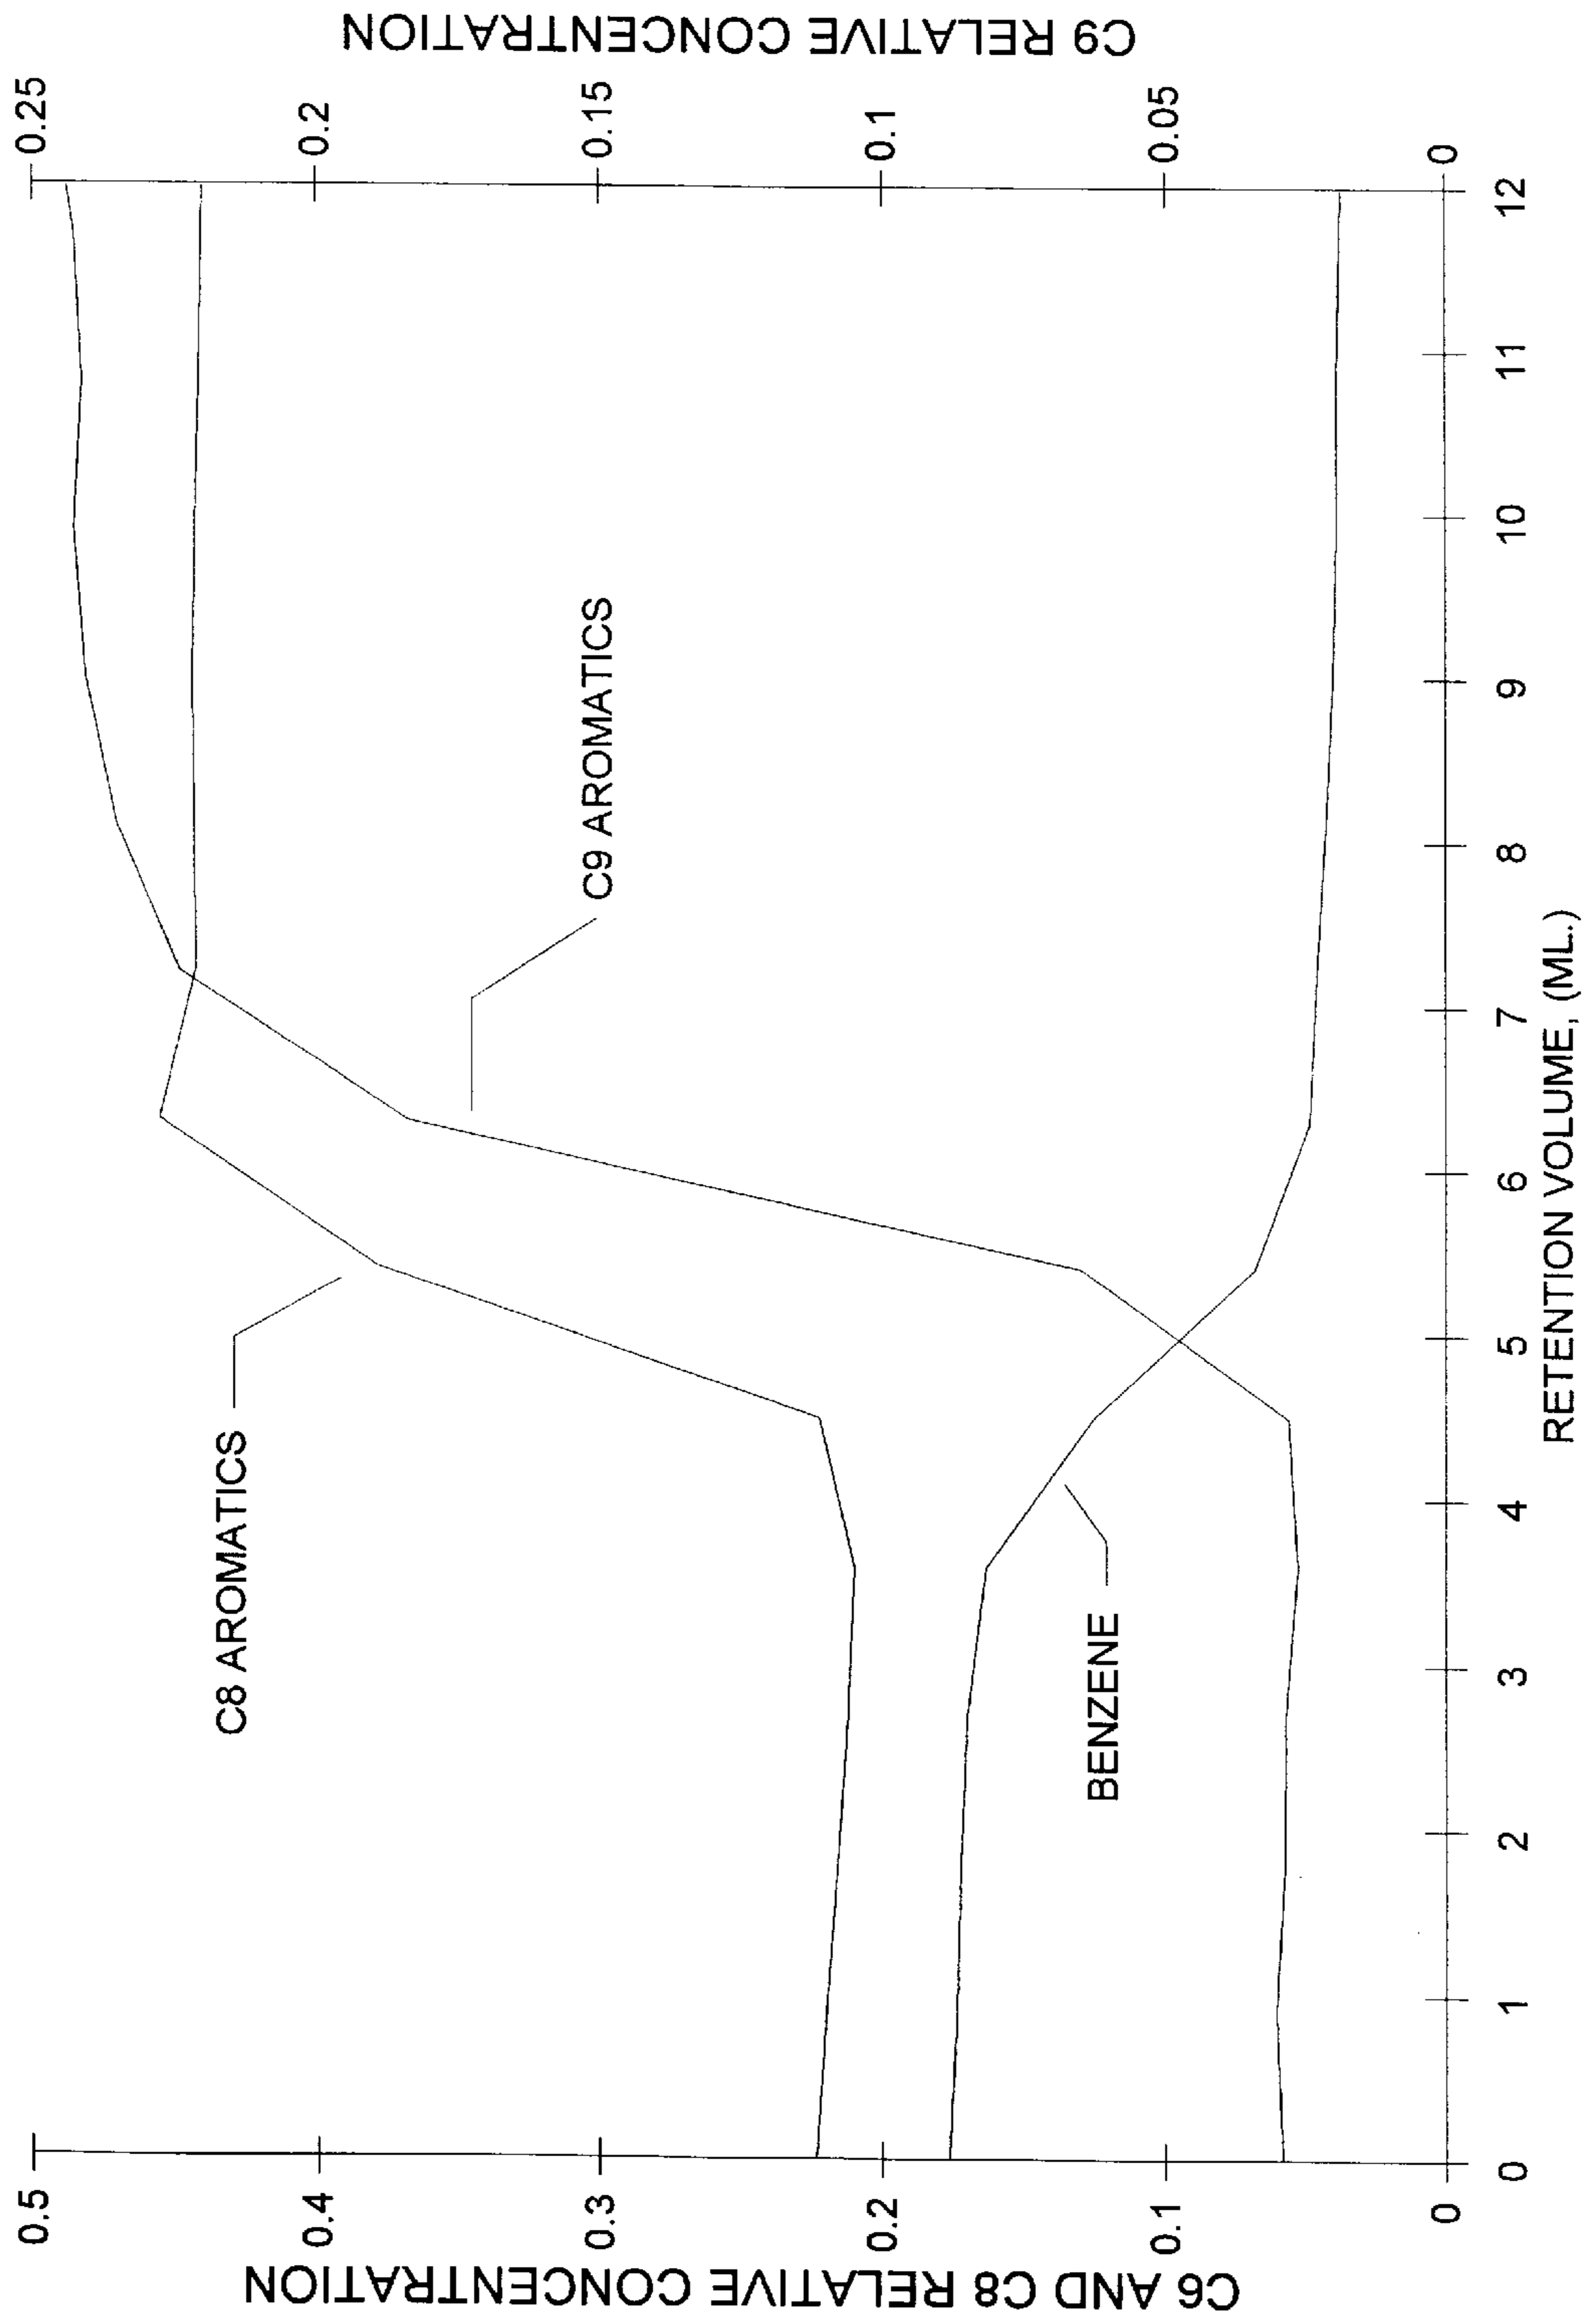 C6 AND C8 RELATIVE CONCENTRATION
0.5
0.4
0.3
0.2
0.1
0
C8 AROMATICS
C9 AROMATICS
BENZENE
0.25
0.2
0.15
0.1
0.05
0
C9 RELATIVE CONCENTRATION
0 1 2 3 4 5 6 7 8 9 10 11 12
RETENTION VOLUME, (ML.)